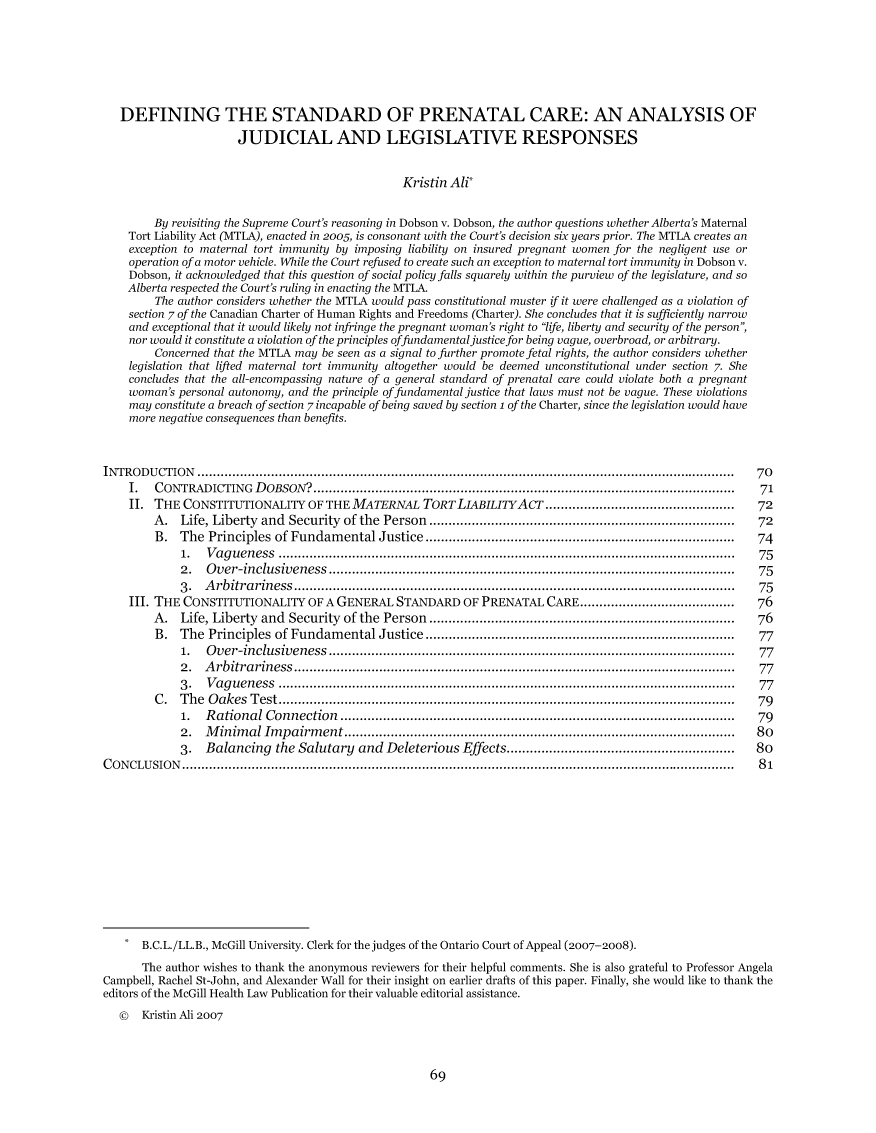 DEFINING THE STANDARD OF PRENATAL CARE: AN ANALYSIS OF
JUDICIAL AND LEGISLATIVE RESPONSES
Kristin Ali*
By revisiting the Supreme Court's reasoning in Dobson v. Dobson, the author questions whether Alberta's Maternal
Tort Liability Act (MTLA), enacted in 2005, is consonant with the Court's decision six years prior. The MTLA creates an
exception to maternal tort immunity by imposing liability on insured pregnant women for the negligent use or
operation of a motor vehicle. While the Court refused to create such an exception to maternal tort immunity in Dobson v.
Dobson, it acknowledged that this question of social policy falls squarely within the purview of the legislature, and so
Alberta respected the Court's ruling in enacting the MTLA.
The author considers whether the MTLA would pass constitutional muster if it were challenged as a violation of
section 7 of the Canadian Charter of Human Rights and Freedoms (Charter). She concludes that it is sufficiently narrow
and exceptional that it would likely not infringe the pregnant woman's right to "life, liberty and security of the person",
nor would it constitute a violation of the principles of fundamental justice for being vague, overbroad, or arbitrary.
Concerned that the MTLA may be seen as a signal to further promote fetal rights, the author considers whether
legislation that lifted maternal tort immunity altogether would be deemed unconstitutional under section 7. She
concludes that the all-encompassing nature of a general standard of prenatal care could violate both a pregnant
woman's personal autonomy, and the principle of fundamental justice that laws must not be vague. These violations
may constitute a breach of section 7 incapable of being saved by section 1 of the Charter, since the legislation would have
more negative consequences than benefits.
INTRODUCTION ........ 70
I. CONTRADICTING DOBSON? ........ 71
II. THE CONSTITUTIONALITY OF THE MATERNAL TORT LIABILITY ACT ........ 72
A. Life, Liberty and Security of the Person ........ 72
B. The Principles of Fundamental Justice ........ 74
1. Vagueness ........ 75
2. Over-inclusiveness ........ 75
3. Arbitrariness ........ 75
III. THE CONSTITUTIONALITY OF A GENERAL STANDARD OF PRENATAL CARE ........ 76
A. Life, Liberty and Security of the Person ........ 76
B. The Principles of Fundamental Justice ........ 77
1. Over-inclusiveness ........ 77
2. Arbitrariness ........ 77
3. Vagueness ........ 77
C. The Oakes Test ........ 79
1. Rational Connection ........ 79
2. Minimal Impairment ........ 80
3. Balancing the Salutary and Deleterious Effects ........ 80
CONCLUSION ........ 81
* B.C.L./LL.B., McGill University. Clerk for the judges of the Ontario Court of Appeal (2007–2008).
The author wishes to thank the anonymous reviewers for their helpful comments. She is also grateful to Professor Angela
Campbell, Rachel St-John, and Alexander Wall for their insight on earlier drafts of this paper. Finally, she would like to thank the
editors of the McGill Health Law Publication for their valuable editorial assistance.
© Kristin Ali 2007
69